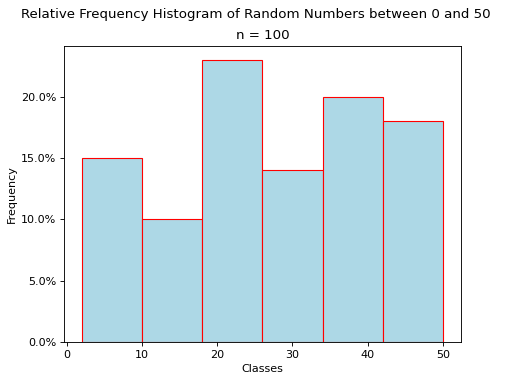 Relative Frequency Histogram of Random Numbers between 0 and 50
n = 100
20.0%
15.0%
10.0%
5.0%
0.0%
Frequency
0 10 20 30 40 50
Classes